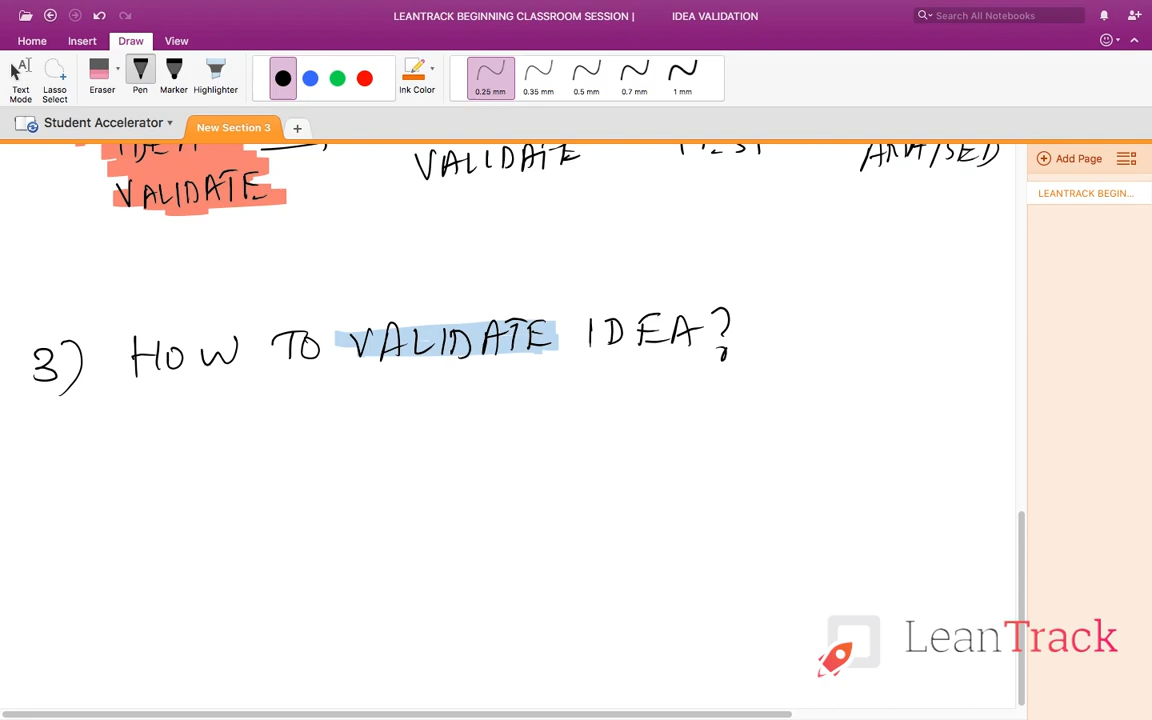 LEANTRACK BEGINNING CLASSROOM SESSION | IDEA VALIDATION
Search All Notebooks
Home Insert Draw View
Text Mode
Lasso Select
Eraser
Pen
Marker
Highlighter
Ink Color
0.25 mm
0.35 mm
0.5 mm
0.7 mm
1 mm
Student Accelerator
New Section 3
Add Page
LEANTRACK BEGIN...
IDEA
VALIDATE
VALIDATE
3) HOW TO VALIDATE IDEA?
LeanTrack